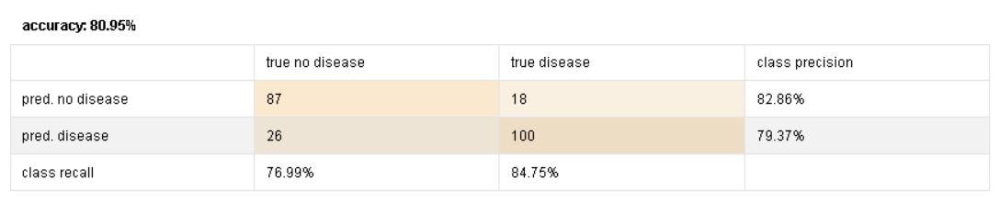 accuracy: 80.95%
true no disease true disease class precision
pred. no disease 87 18 82.86%
pred. disease 26 100 79.37%
class recall 76.99% 84.75%